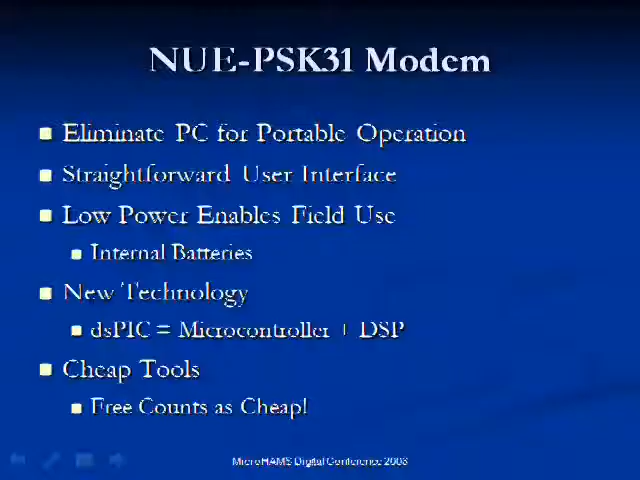 NUE-PSK31 Modem
Eliminate PC for Portable Operation
Straightforward User Interface
Low Power Enables Field Use
Internal Batteries
New Technology
dsPIC = Microcontroller + DSP
Cheap Tools
Free Counts as Cheap!
MicroHAMS Digital Conference 2008